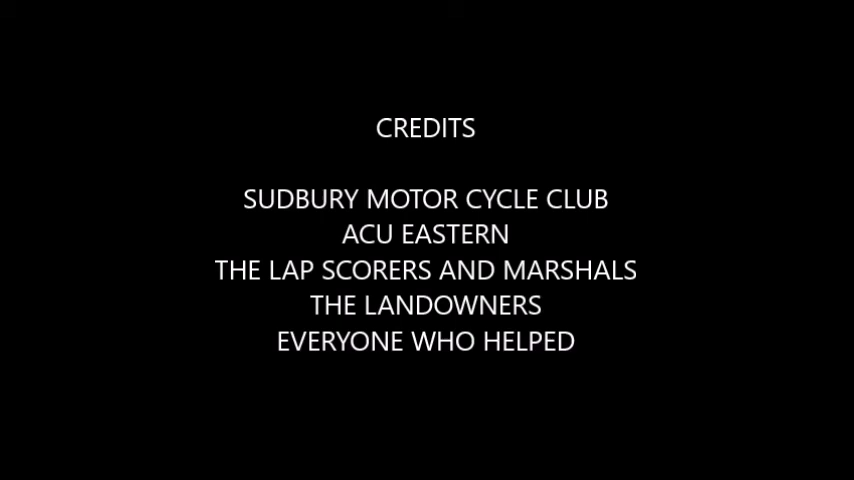 CREDITS
SUDBURY MOTOR CYCLE CLUB
ACU EASTERN
THE LAP SCORERS AND MARSHALS
THE LANDOWNERS
EVERYONE WHO HELPED